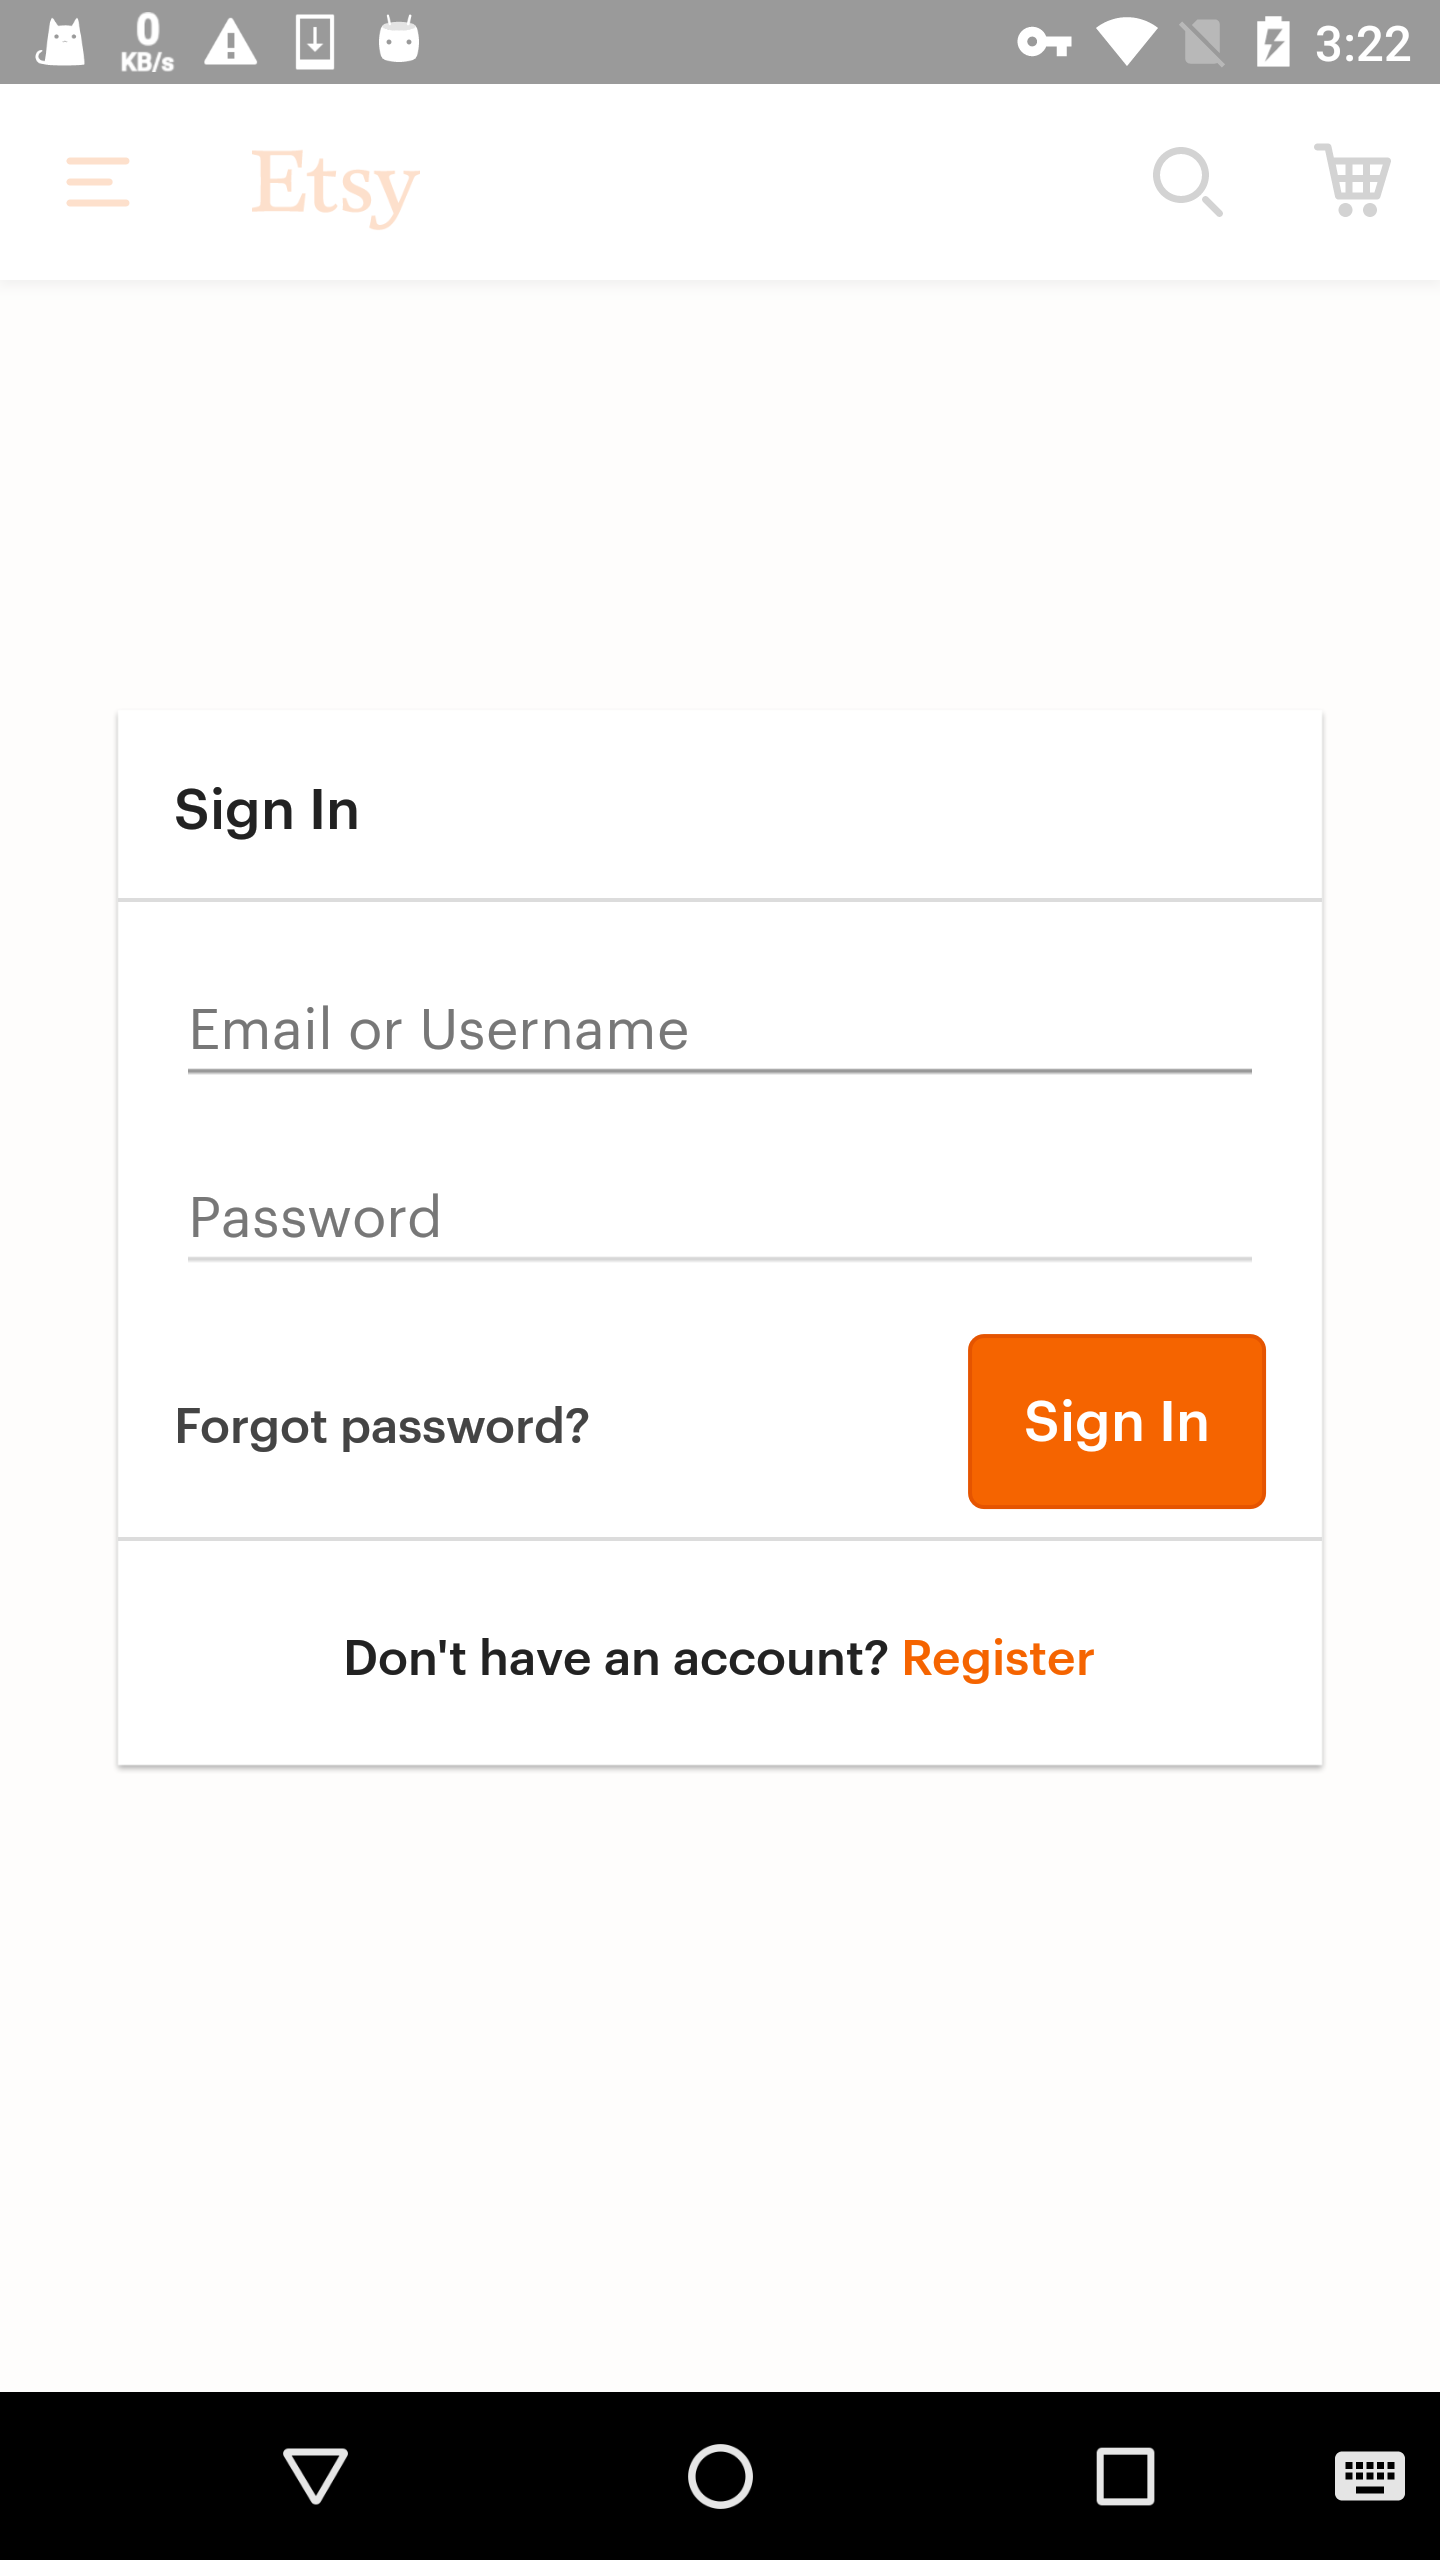 0
KB/s
3:22
Etsy
Sign In
Email or Username
Password
Forgot password?
Sign In
Don't have an account? Register